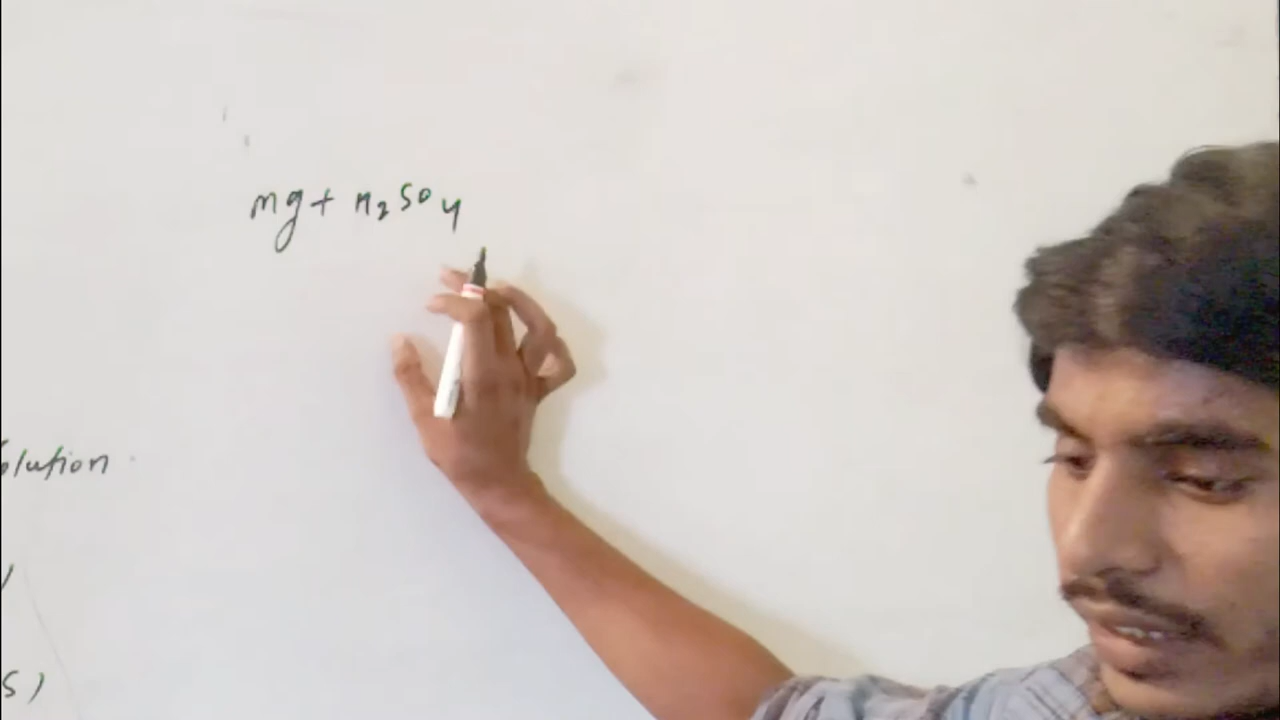 mg + H₂SO₄
olution
)
S)